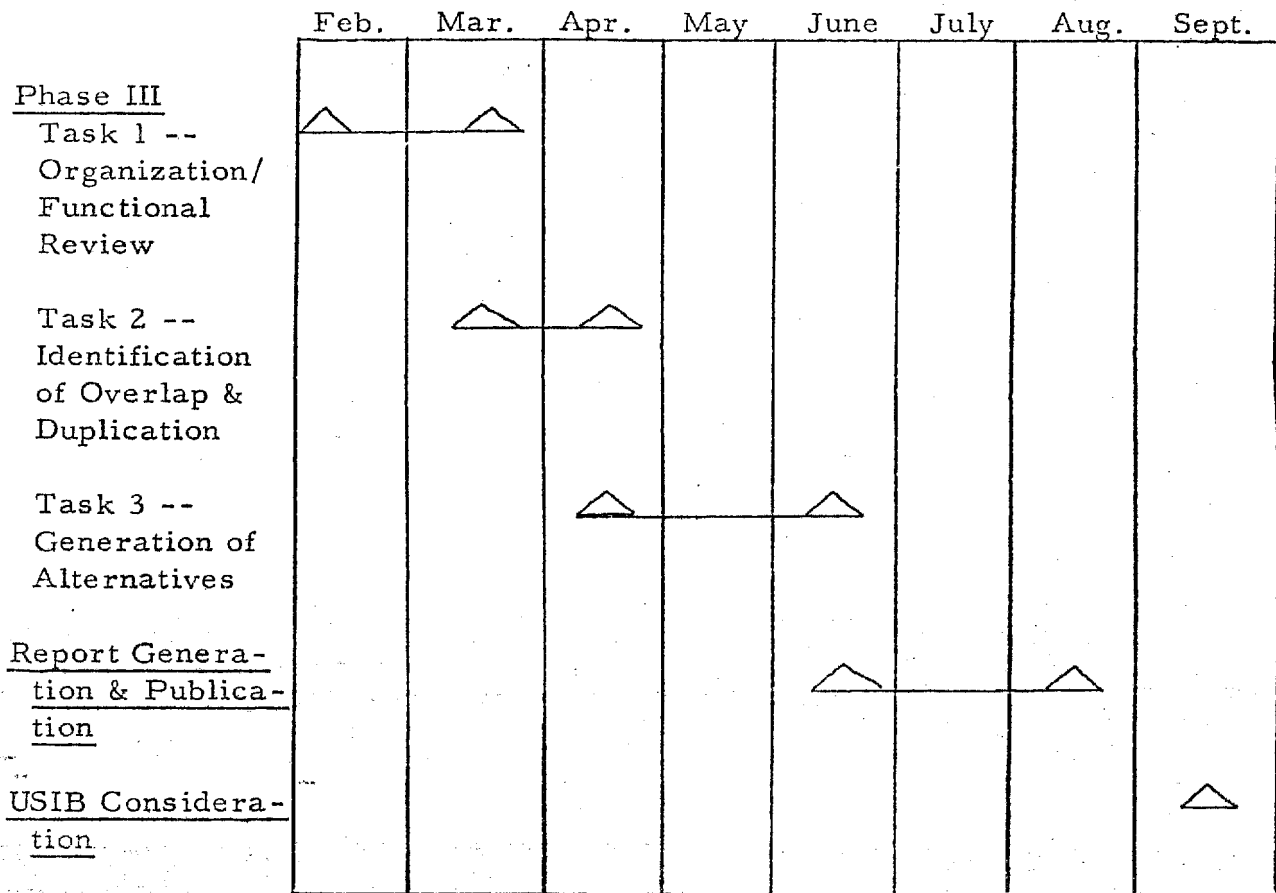 Feb. Mar. Apr. May June July Aug. Sept.
Phase III
Task 1 --
Organization/
Functional
Review
Task 2 --
Identification
of Overlap &
Duplication
Task 3 --
Generation of
Alternatives
Report Genera-
tion & Publica-
tion
USIB Considera-
tion